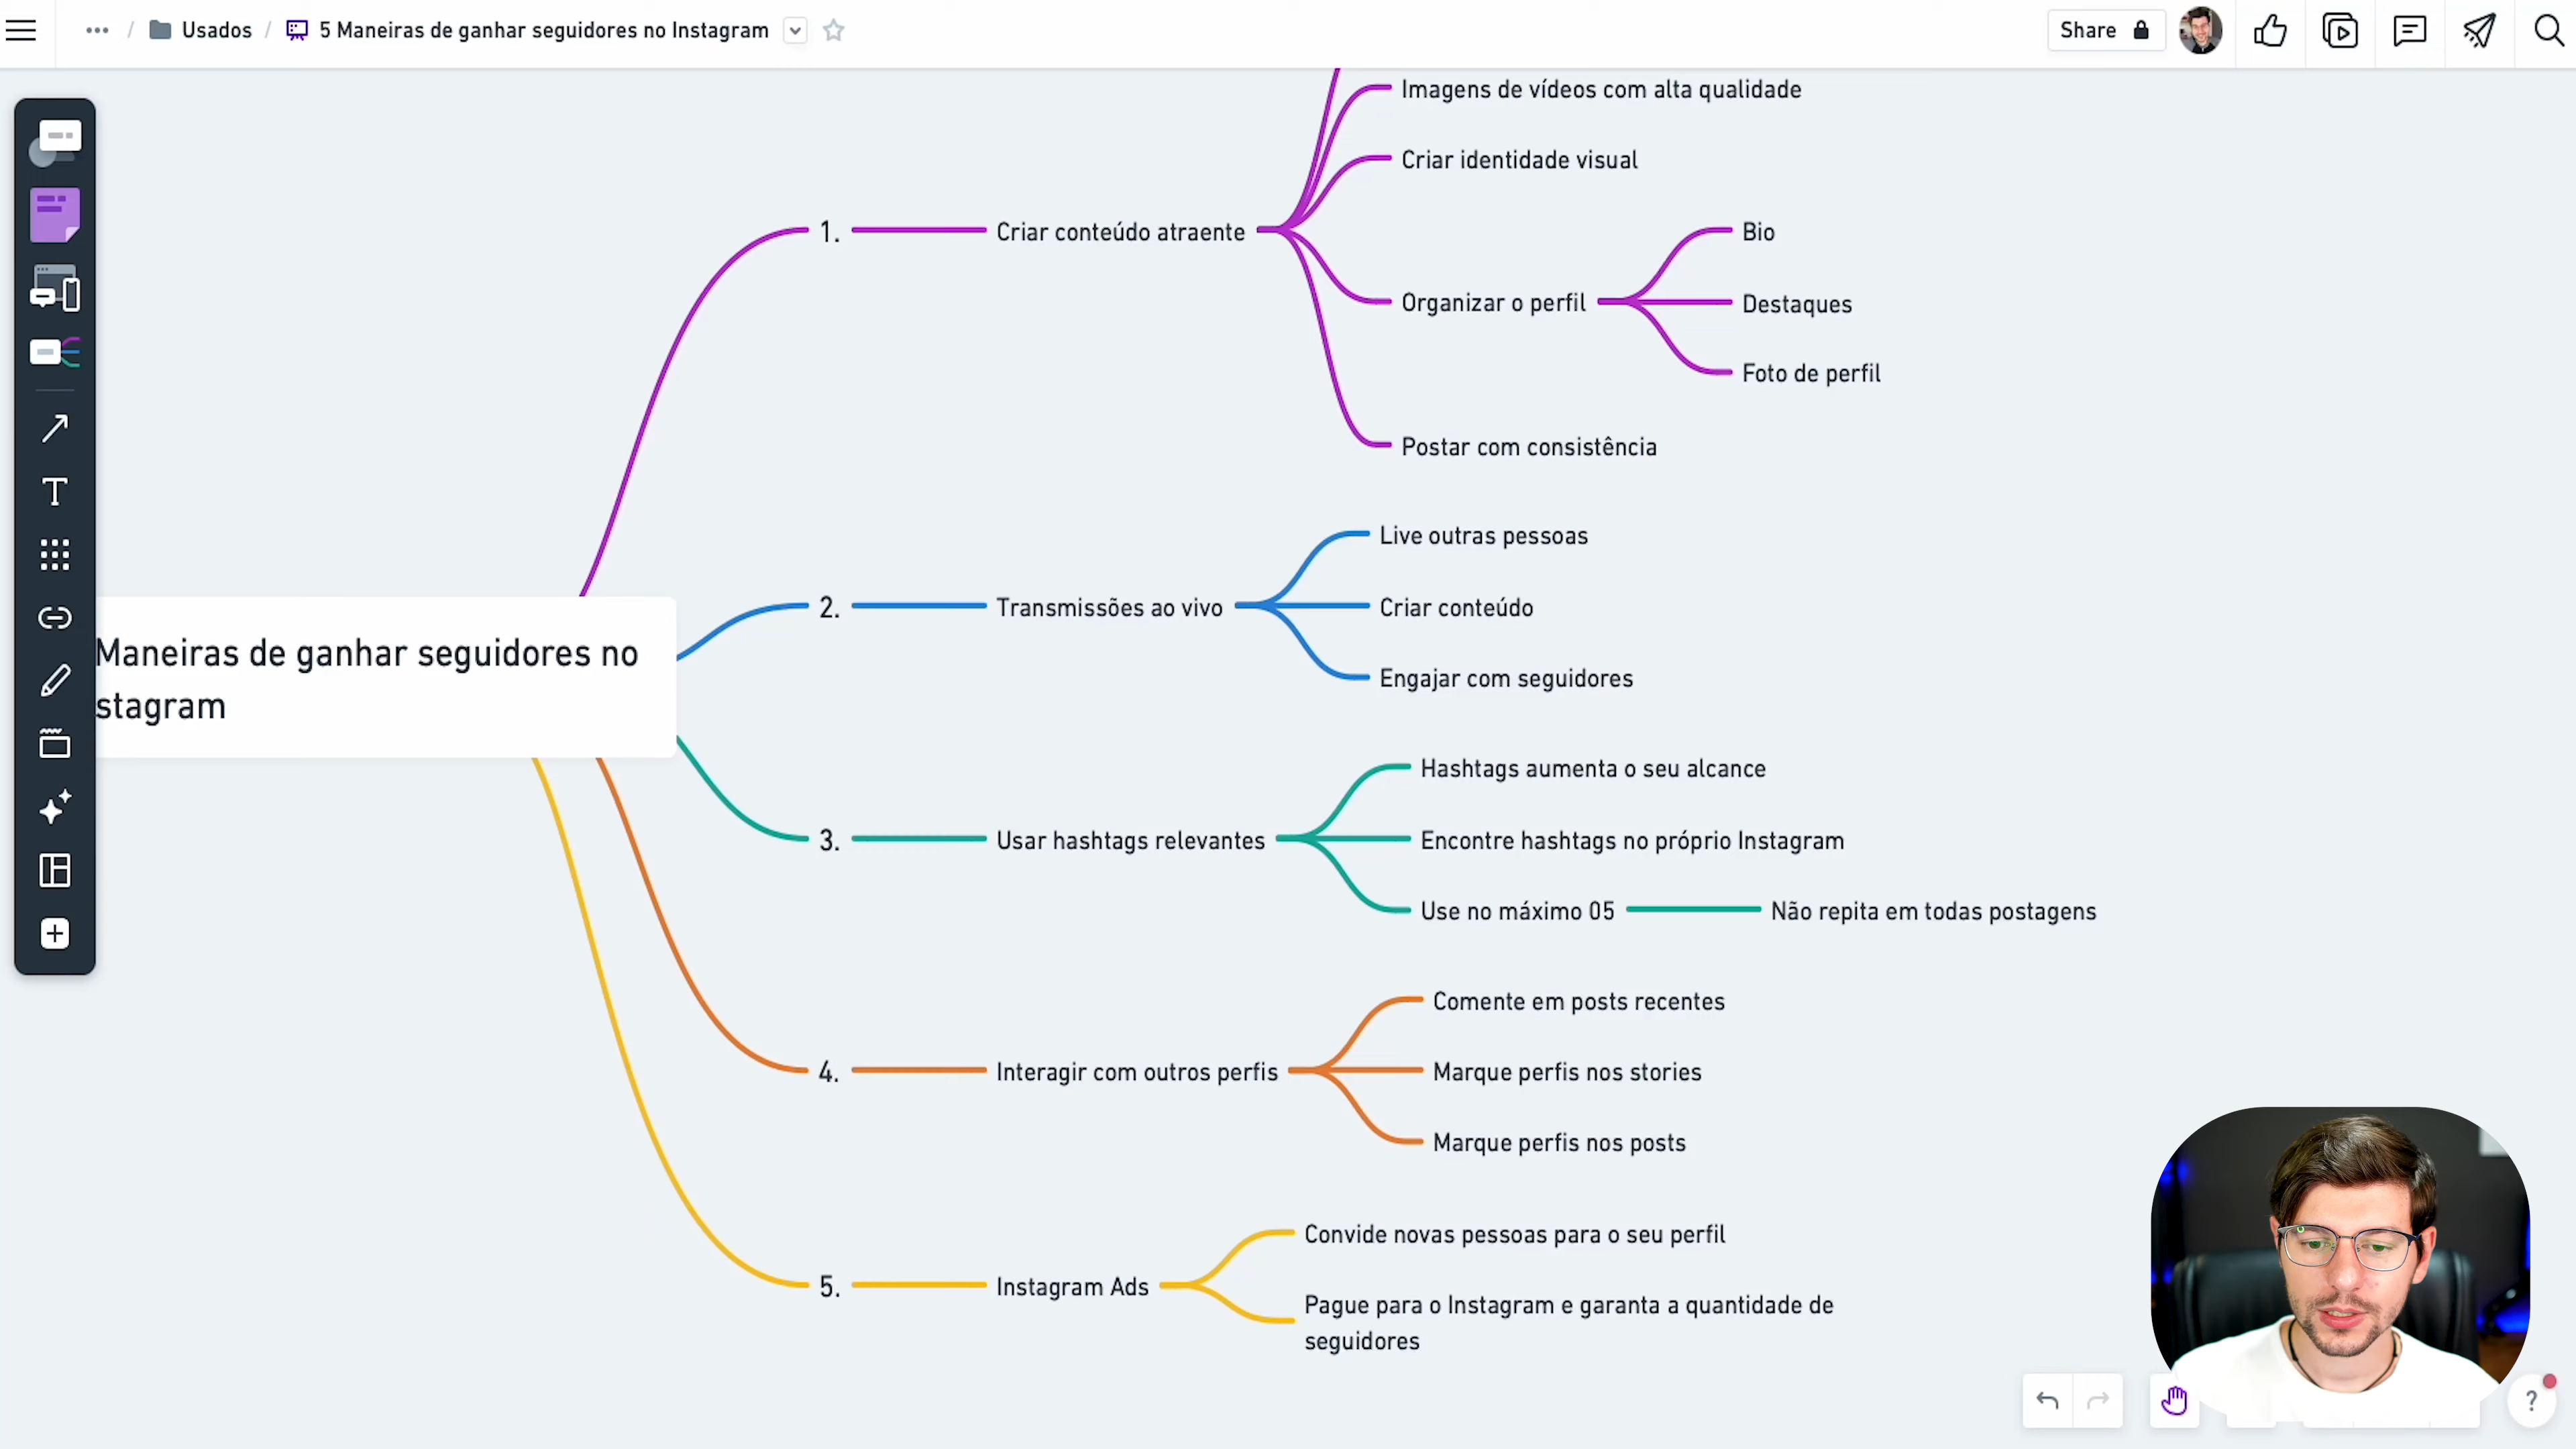 ... / Usados / 5 Maneiras de ganhar seguidores no Instagram
Share
Imagens de vídeos com alta qualidade
Criar identidade visual
1. Criar conteúdo atraente
Bio
Organizar o perfil
Destaques
Foto de perfil
Postar com consistência
Live outras pessoas
2. Transmissões ao vivo
Criar conteúdo
Engajar com seguidores
Maneiras de ganhar seguidores no
stagram
Hashtags aumenta o seu alcance
3. Usar hashtags relevantes
Encontre hashtags no próprio Instagram
Use no máximo 05
Não repita em todas postagens
Comente em posts recentes
4. Interagir com outros perfis
Marque perfis nos stories
Marque perfis nos posts
Convide novas pessoas para o seu perfil
5. Instagram Ads
Pague para o Instagram e garanta a quantidade de
seguidores
?